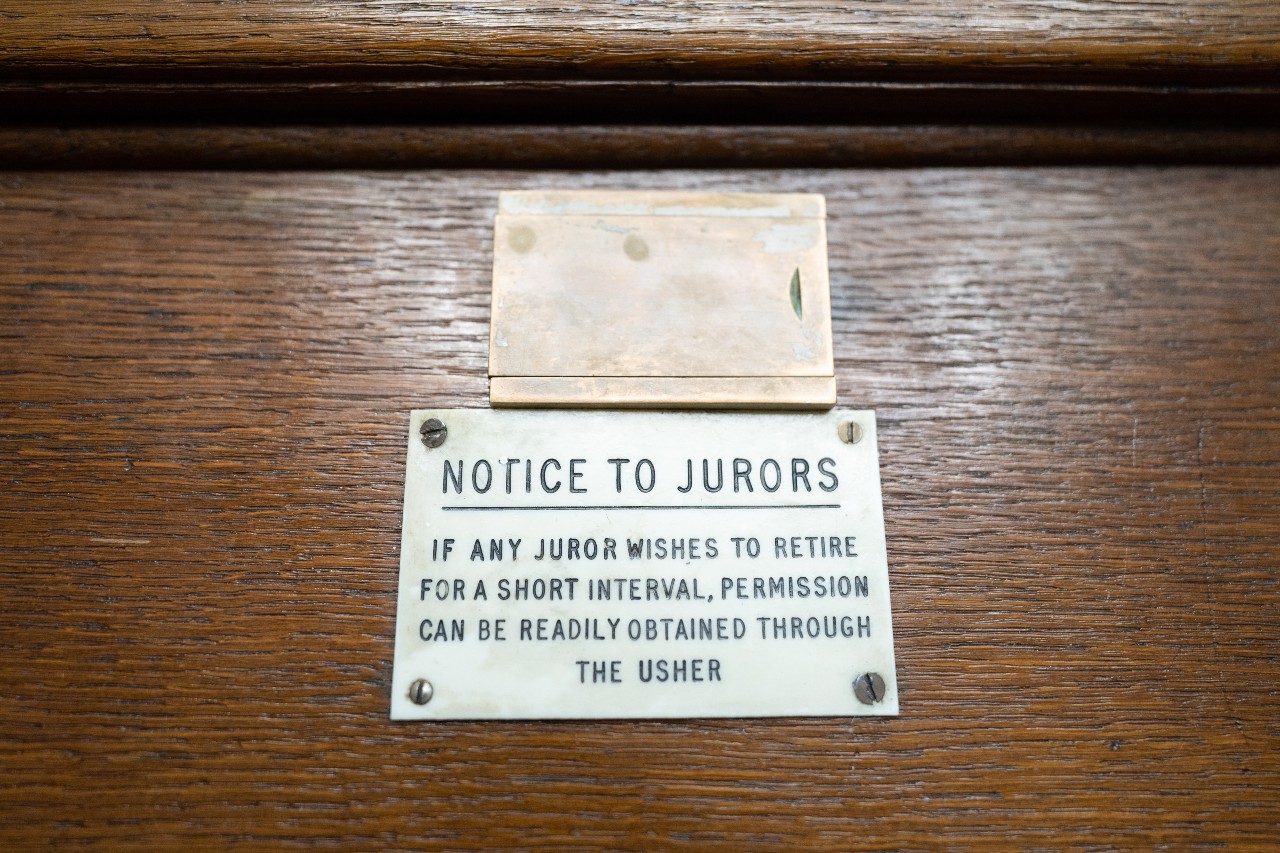 NOTICE TO JURORS
IF ANY JUROR WISHES TO RETIRE
FOR A SHORT INTERVAL, PERMISSION
CAN BE READILY OBTAINED THROUGH
THE USHER